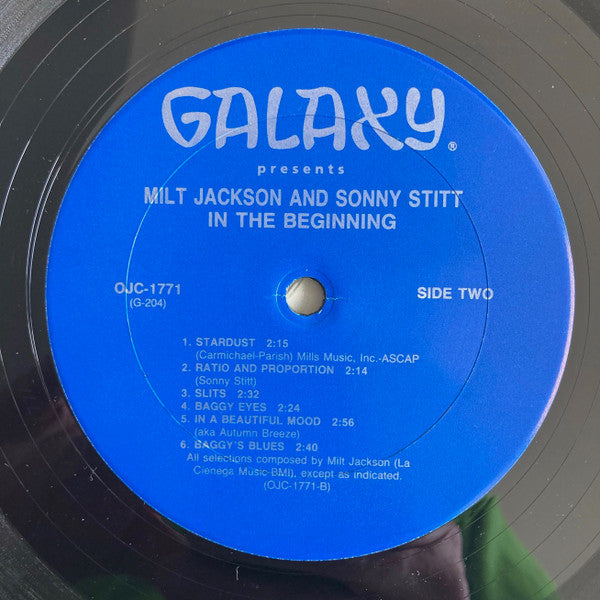 GALAXY®
presents
MILT JACKSON AND SONNY STITT
IN THE BEGINNING
OJC-1771
(G-204)
SIDE TWO
1. STARDUST 2:15
(Carmichael-Parish) Mills Music, Inc.-ASCAP
2. RATIO AND PROPORTION 2:14
(Sonny Stitt)
3. SLITS 2:32
4. BAGGY EYES 2:24
5. IN A BEAUTIFUL MOOD 2:56
(aka Autumn Breeze)
6. BAGGY'S BLUES 2:40
All selections composed by Milt Jackson (La
Cienega Music-BMI), except as indicated.
(OJC-1771-B)